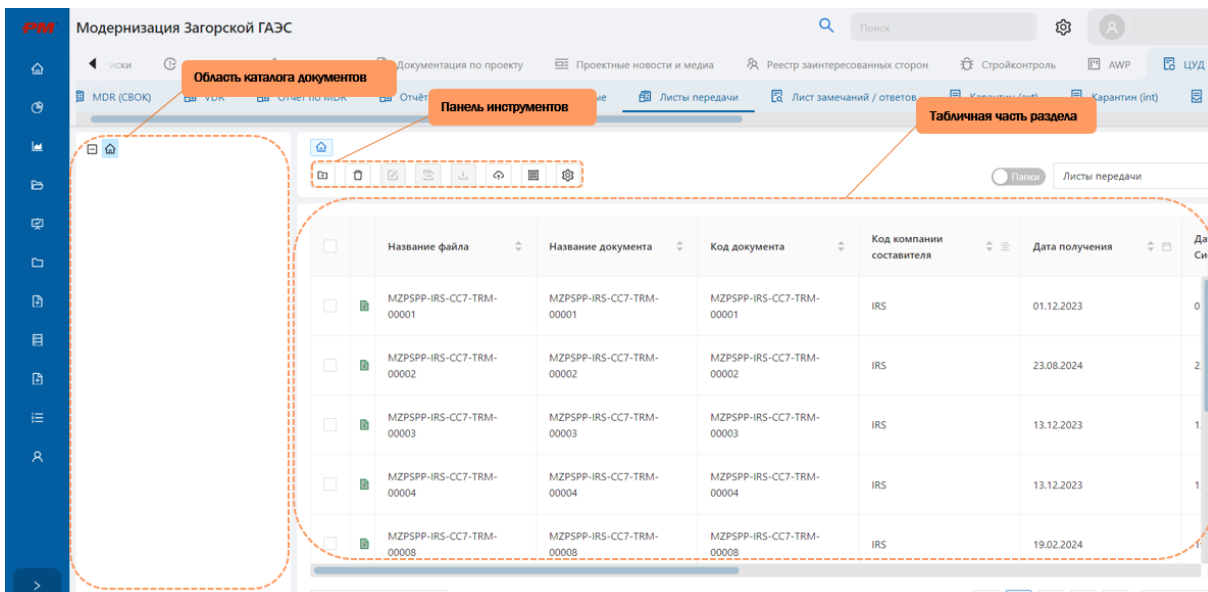 PM
Модернизация Загорской ГАЭС
Поиск
Документация по проекту
Проектные новости и медиа
Реестр заинтересованных сторон
Стройконтроль
AWP
ЦУД
Область каталога документов
MDR (СВОК)
VDR
Отчёт по MDR
Панель инструментов
Листы передачи
Лист замечаний / ответов
Карантин (ext)
Карантин (int)
Табличная часть раздела
Папки
Листы передачи
Название файла
Название документа
Код документа
Код компании
составителя
Дата получения
MZPSPP-IRS-CC7-TRM-
00001
MZPSPP-IRS-CC7-TRM-
00001
MZPSPP-IRS-CC7-TRM-
00001
IRS
01.12.2023
MZPSPP-IRS-CC7-TRM-
00002
MZPSPP-IRS-CC7-TRM-
00002
MZPSPP-IRS-CC7-TRM-
00002
IRS
23.08.2024
MZPSPP-IRS-CC7-TRM-
00003
MZPSPP-IRS-CC7-TRM-
00003
MZPSPP-IRS-CC7-TRM-
00003
IRS
13.12.2023
MZPSPP-IRS-CC7-TRM-
00004
MZPSPP-IRS-CC7-TRM-
00004
MZPSPP-IRS-CC7-TRM-
00004
IRS
13.12.2023
MZPSPP-IRS-CC7-TRM-
00008
MZPSPP-IRS-CC7-TRM-
00008
MZPSPP-IRS-CC7-TRM-
00008
IRS
19.02.2024